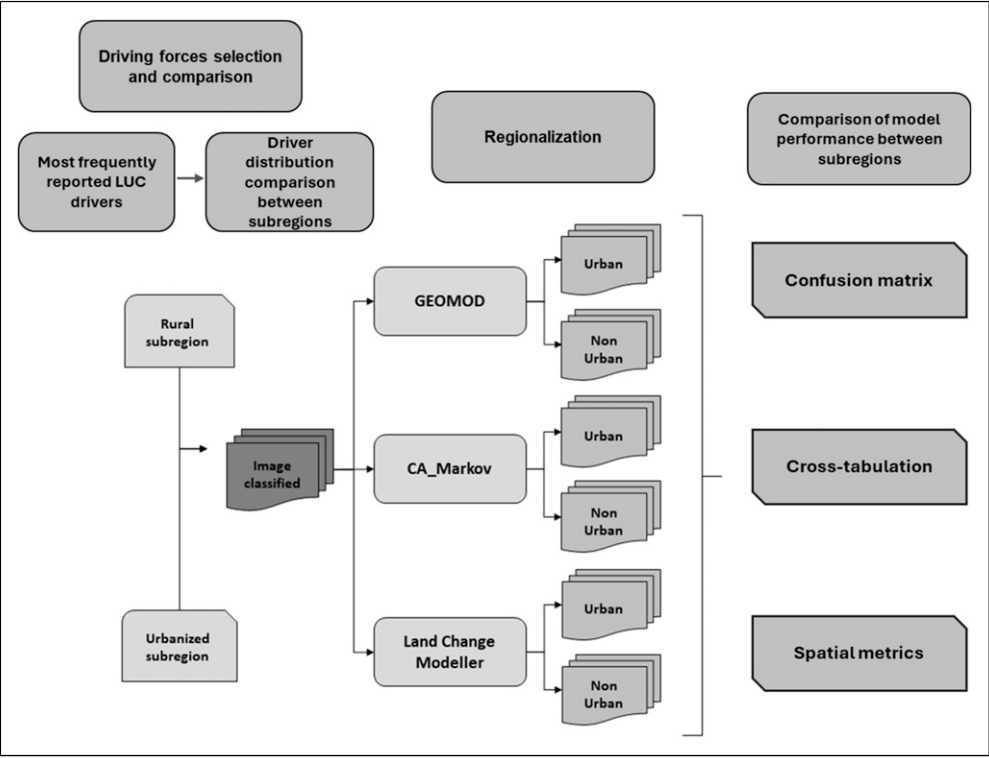 Driving forces selection
and comparison
Most frequently
reported LUC
drivers
Driver
distribution
comparison
between
subregions
Regionalization
Comparison of model
performance between
subregions
Rural
subregion
Urbanized
subregion
Image
classified
GEOMOD
CA_Markov
Land Change
Modeller
Urban
Non
Urban
Urban
Non
Urban
Urban
Non
Urban
Confusion matrix
Cross-tabulation
Spatial metrics